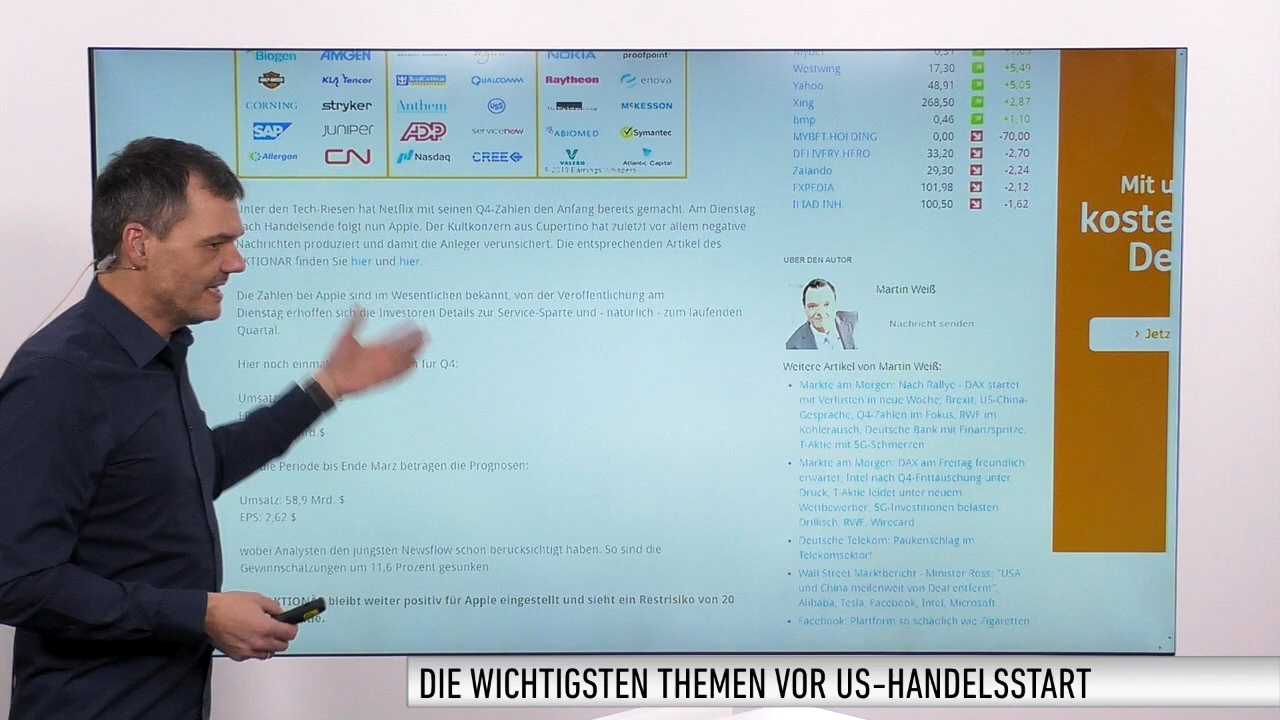 Biogen AMGEN
NOKIA proofpoint
KLA Tencor
QUALCOMM
Raytheon enova
CORNING stryker
Anthem UGS
McKESSON
SAP JUNIPER
ADP servicenow
ABIOMED Symantec
Allergan CN
Nasdaq CREE
VALERO Atlantic Capital
© 2019 Earnings Whispers
Unter den Tech-Riesen hat Netflix mit seinen Q4-Zahlen den Anfang bereits gemacht. Am Dienstag
nach Handelsende folgt nun Apple. Der Kultkonzern aus Cupertino hat zuletzt vor allem negative
Nachrichten produziert und damit die Anleger verunsichert. Die entsprechenden Artikel des
AKTIONÄR finden Sie hier und hier.
Die Zahlen bei Apple sind im Wesentlichen bekannt, von der Veröffentlichung am
Dienstag erhoffen sich die Investoren Details zur Service-Sparte und - natürlich - zum laufenden
Quartal.
Hier noch einma für Q4:
Umsatz $
rd.$
die Periode bis Ende März betragen die Prognosen:
Umsatz: 58,9 Mrd. $
EPS: 2,62 $
wobei Analysten den jüngsten Newsflow schon berücksichtigt haben. So sind die
Gewinnschätzungen um 11,6 Prozent gesunken.
bleibt weiter positiv für Apple eingestellt und sieht ein Restrisiko von 20
Westwing 17,30 +5,49
Yahoo 48,91 +5,05
Xing 268,50 +2,87
bmp 0,46 +1,10
MYBET HOLDING 0,00 -70,00
DELIVERY HERO 33,20 -2,70
Zalando 29,30 -2,24
EXPEDIA 101,98 -2,12
ILIAD INH. 100,50 -1,62
ÜBER DEN AUTOR
Martin Weiß
Nachricht senden
Weitere Artikel von Martin Weiß:
• Märkte am Morgen: Nach Rallye - DAX startet
mit Verlusten in neue Woche; Brexit, US-China-
Gespräche, Q4-Zahlen im Fokus, RWE im
Kohlerausch, Deutsche Bank mit Finanzspritze,
T-Aktie mit 5G-Schmerzen
• Märkte am Morgen: DAX am Freitag freundlich
erwartet; Intel nach Q4-Enttäuschung unter
Druck, T-Aktie leidet unter neuem
Wettbewerber, 5G-Investitionen belasten
Drillisch, RWE, Wirecard
• Deutsche Telekom: Paukenschlag im
Telekomsektor!
• Wall Street Marktbericht - Minister Ross: "USA
und China meilenweit von Deal entfernt",
Alibaba, Tesla, Facebook, Intel, Microsoft
• Facebook: Plattform so schädlich wie Zigaretten
Mit u
koste
De
› Jetz
DIE WICHTIGSTEN THEMEN VOR US-HANDELSSTART